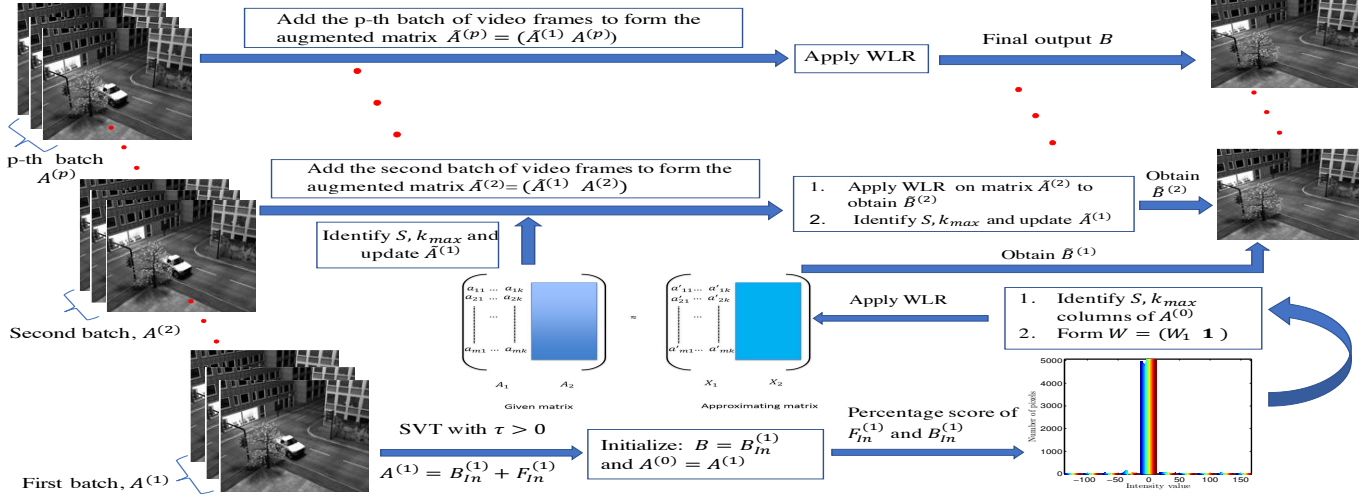 Add the p-th batch of video frames to form the
augmented matrix Ã^(p) = (Ã^(1) A^(p))
Apply WLR
Final output B
p-th batch
A^(p)
Add the second batch of video frames to form the
augmented matrix Ã^(2)= (Ã^(1) A^(2))
1. Apply WLR on matrix Ã^(2) to
obtain B̃^(2)
2. Identify S, k_max and update Ã^(1)
Obtain
B̃^(2)
Identify S, k_max and
update Ã^(1)
Obtain B̃^(1)
Second batch, A^(2)
a_11 ... a_1k
a_21 ... a_2k
...
a_m1 ... a_mk
A_1 A_2
Given matrix
≈
a'_11 ... a'_1k
a'_21 ... a'_2k
...
a'_m1 ... a'_mk
X_1 X_2
Approximating matrix
Apply WLR
1. Identify S, k_max
columns of A^(0)
2. Form W = (W_1 1 )
First batch, A^(1)
SVT with τ > 0
A^(1) = B_In^(1) + F_In^(1)
Initialize: B = B_In^(1)
and A^(0) = A^(1)
Percentage score of
F_In^(1) and B_In^(1)
Number of pixels
5000
4000
3000
2000
1000
0
-100 -50 0 50 100 150
Intensity value